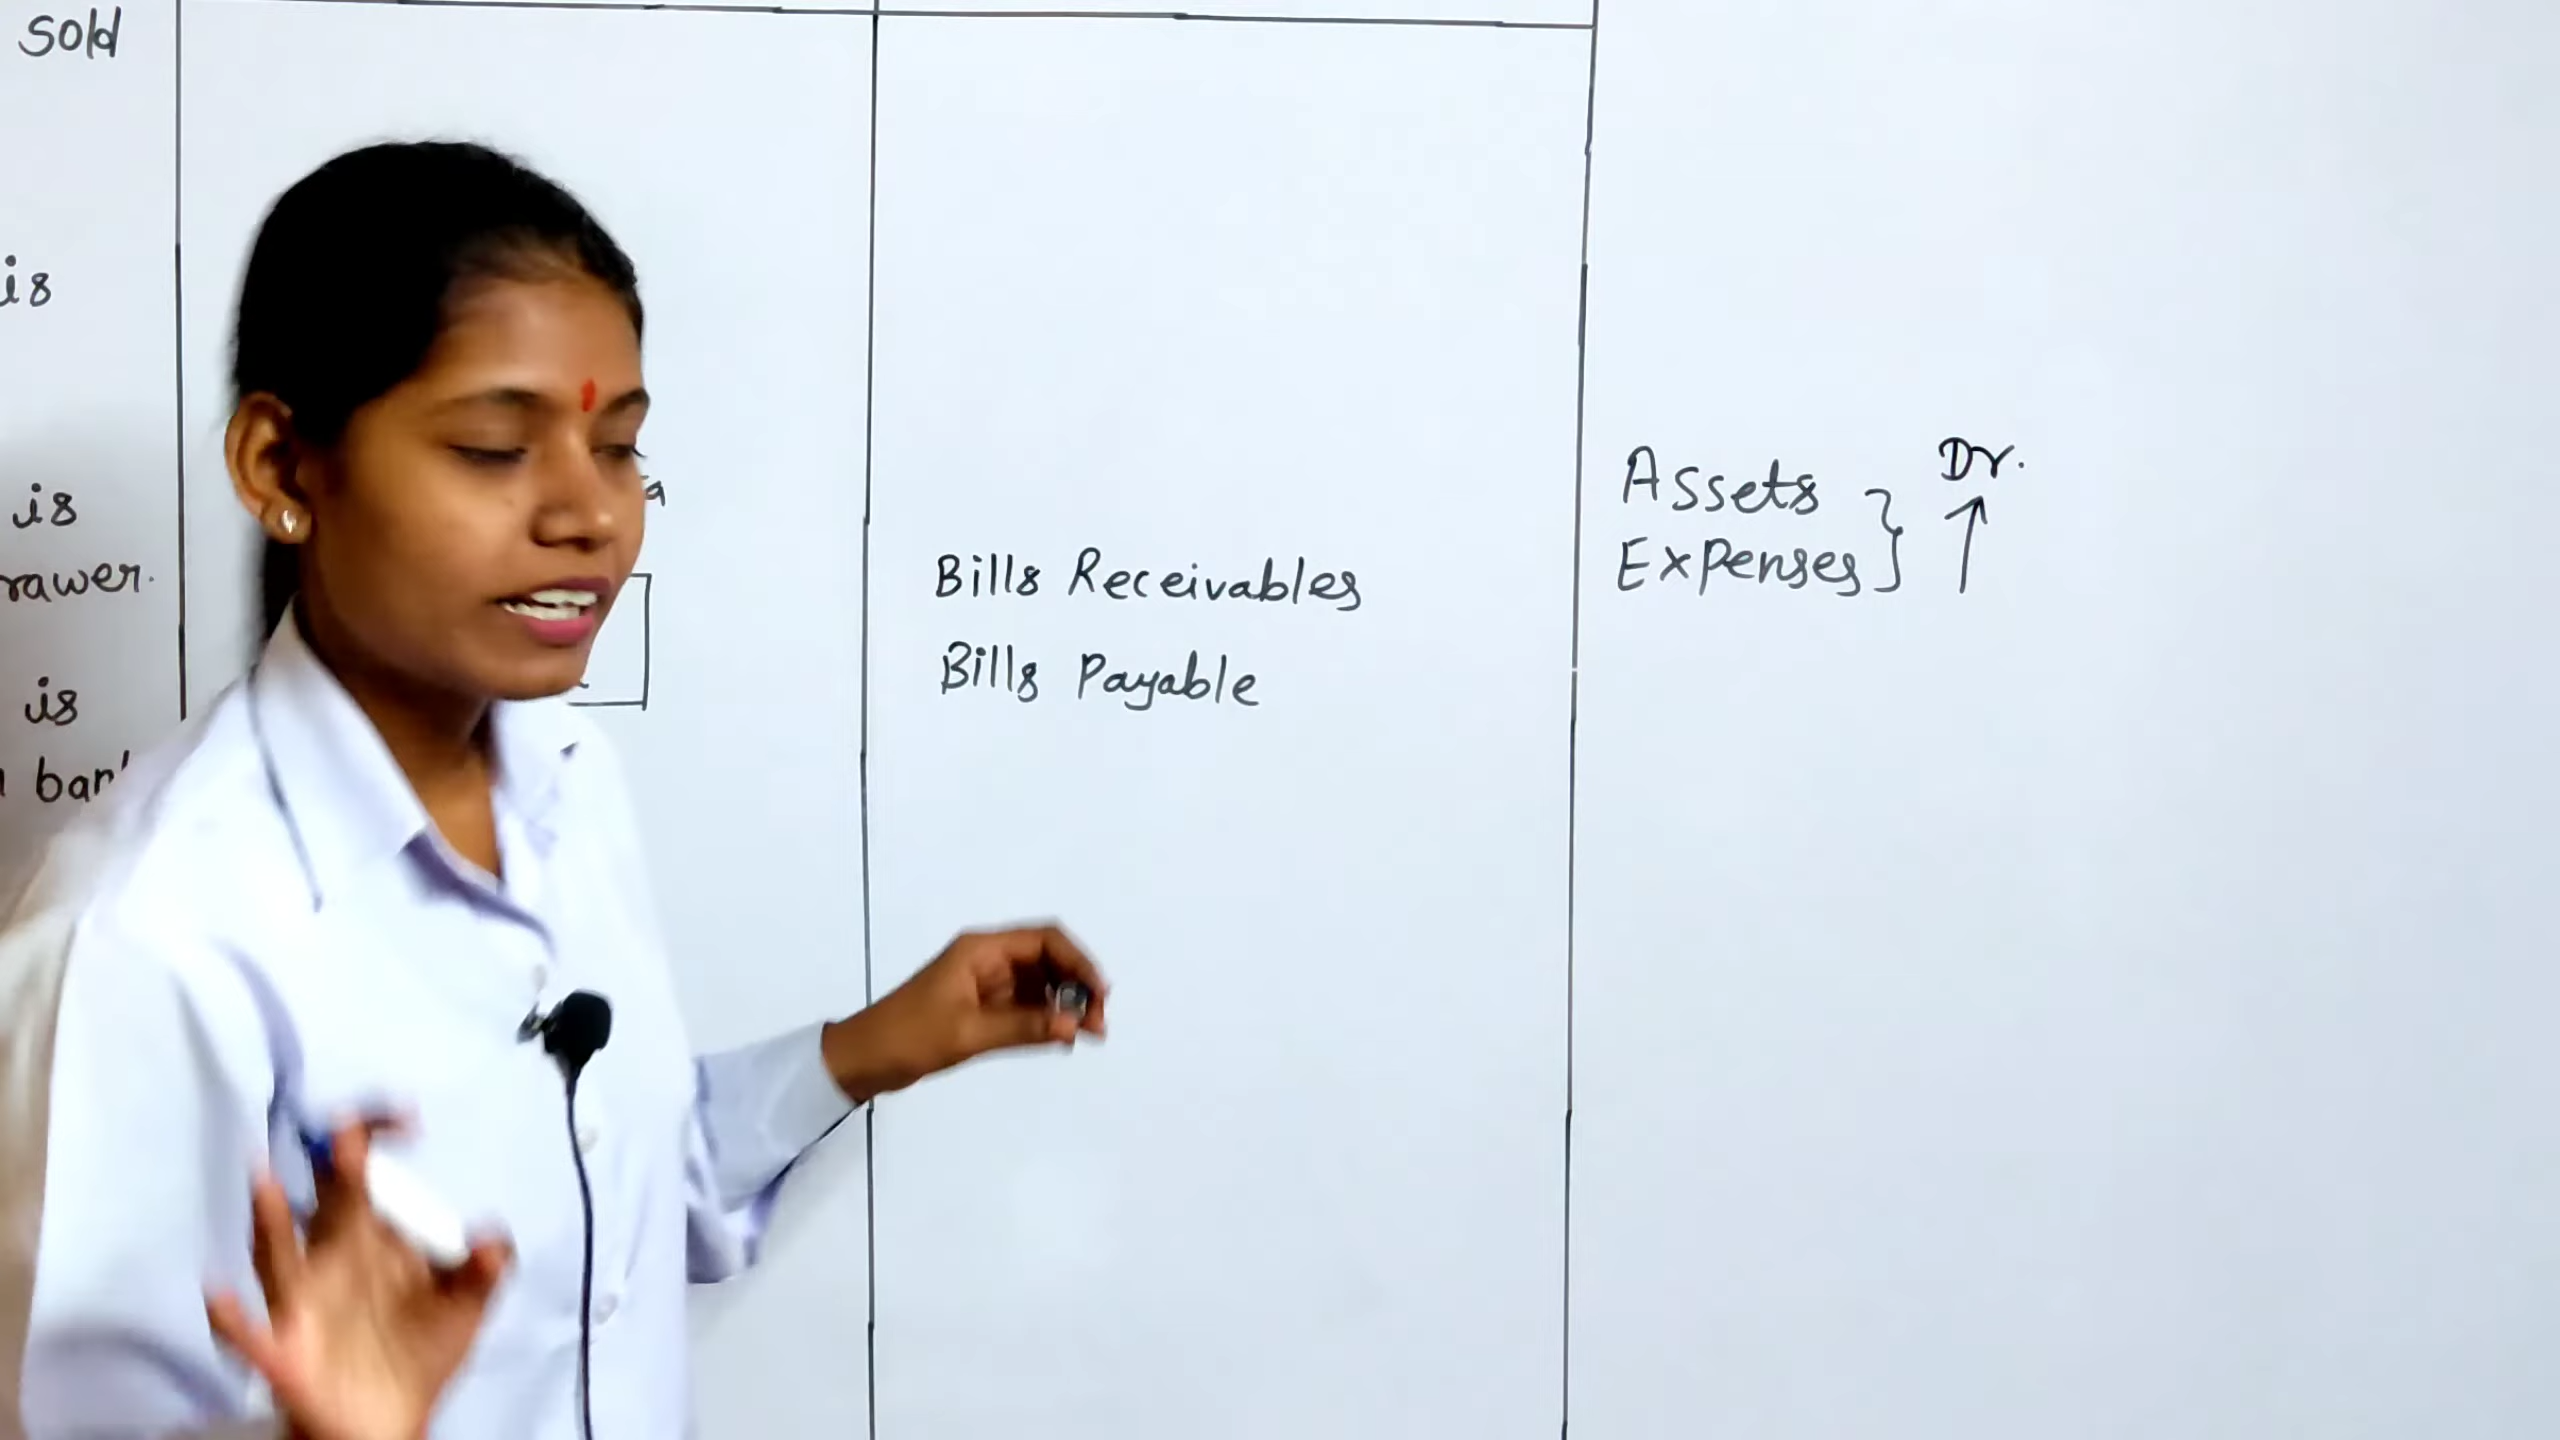 sold
is
is
rawer.
is
Bills Receivables
Bills Payable
Assets
Expenses } Dr. ↑